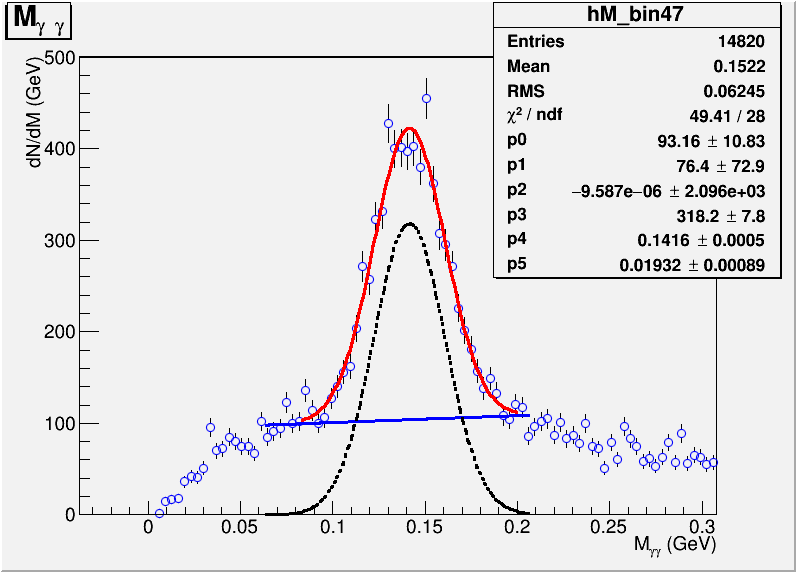 M γ γ
hM_bin47
Entries 14820
Mean 0.1522
RMS 0.06245
χ² / ndf 49.41 / 28
p0 93.16 ± 10.83
p1 76.4 ± 72.9
p2 −9.587e−06 ± 2.096e+03
p3 318.2 ± 7.8
p4 0.1416 ± 0.0005
p5 0.01932 ± 0.00089
dN/dM (GeV)
500
400
300
200
100
0
0 0.05 0.1 0.15 0.2 0.25 0.3
Mγγ (GeV)